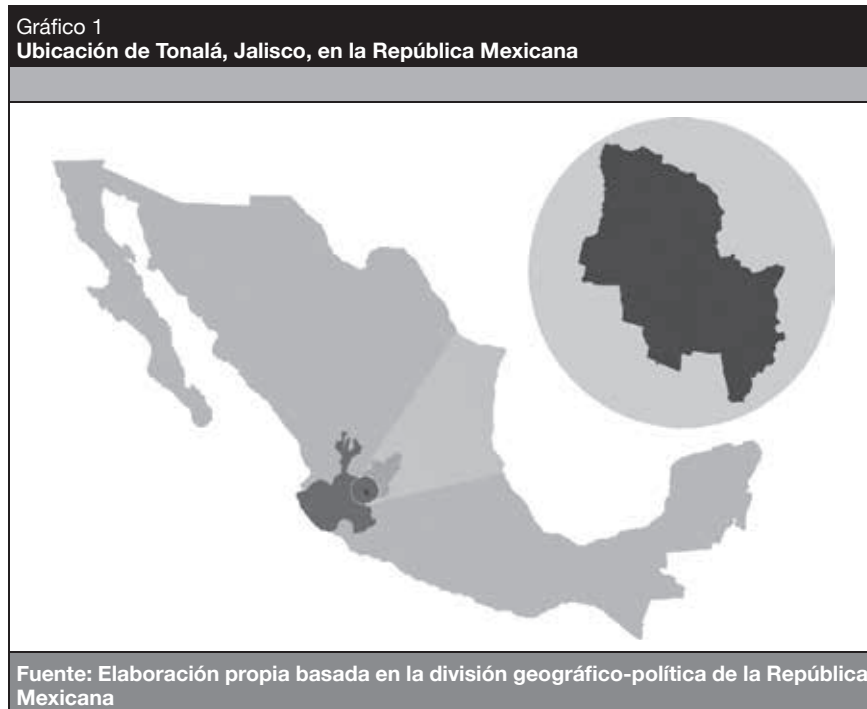 Gráfico 1
Ubicación de Tonalá, Jalisco, en la República Mexicana
Fuente: Elaboración propia basada en la división geográfico-política de la República
Mexicana